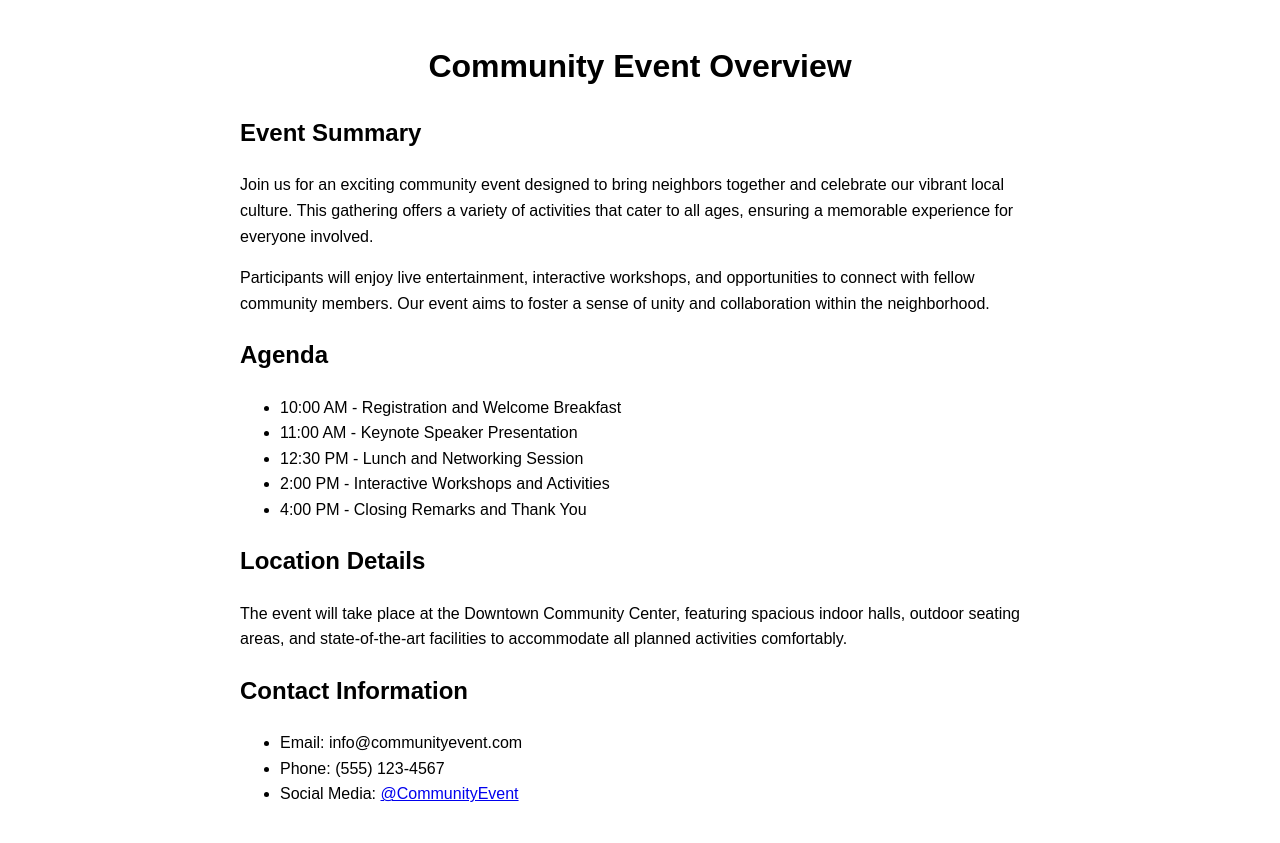 Community Event Overview
Event Summary
Join us for an exciting community event designed to bring neighbors together and celebrate our vibrant local
culture. This gathering offers a variety of activities that cater to all ages, ensuring a memorable experience for
everyone involved.
Participants will enjoy live entertainment, interactive workshops, and opportunities to connect with fellow
community members. Our event aims to foster a sense of unity and collaboration within the neighborhood.
Agenda
• 10:00 AM - Registration and Welcome Breakfast
• 11:00 AM - Keynote Speaker Presentation
• 12:30 PM - Lunch and Networking Session
• 2:00 PM - Interactive Workshops and Activities
• 4:00 PM - Closing Remarks and Thank You
Location Details
The event will take place at the Downtown Community Center, featuring spacious indoor halls, outdoor seating
areas, and state-of-the-art facilities to accommodate all planned activities comfortably.
Contact Information
• Email: info@communityevent.com
• Phone: (555) 123-4567
• Social Media: @CommunityEvent